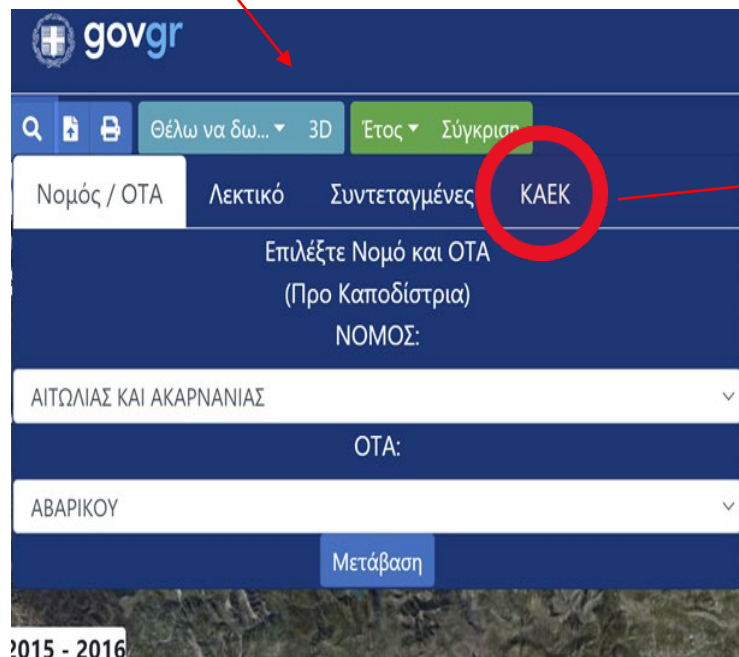 govgr
Θέλω να δω... 3D Έτος Σύγκριση
Νομός / ΟΤΑ Λεκτικό Συντεταγμένες ΚΑΕΚ
Επιλέξτε Νομό και ΟΤΑ
(Προ Καποδίστρια)
ΝΟΜΟΣ:
ΑΙΤΩΛΙΑΣ ΚΑΙ ΑΚΑΡΝΑΝΙΑΣ
ΟΤΑ:
ΑΒΑΡΙΚΟΥ
Μετάβαση
2015 - 2016